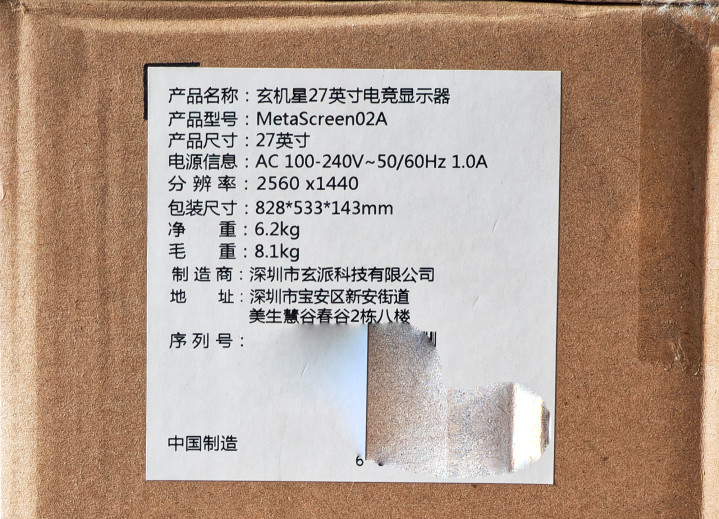 产品名称：玄机星27英寸电竞显示器
产品型号：MetaScreen02A
产品尺寸：27英寸
电源信息：AC 100-240V~50/60Hz 1.0A
分 辨 率：2560 x1440
包装尺寸：828*533*143mm
净 重：6.2kg
毛 重：8.1kg
制 造 商：深圳市玄派科技有限公司
地 址：深圳市宝安区新安街道
美生慧谷春谷2栋八楼
序 列 号：
中国制造
6